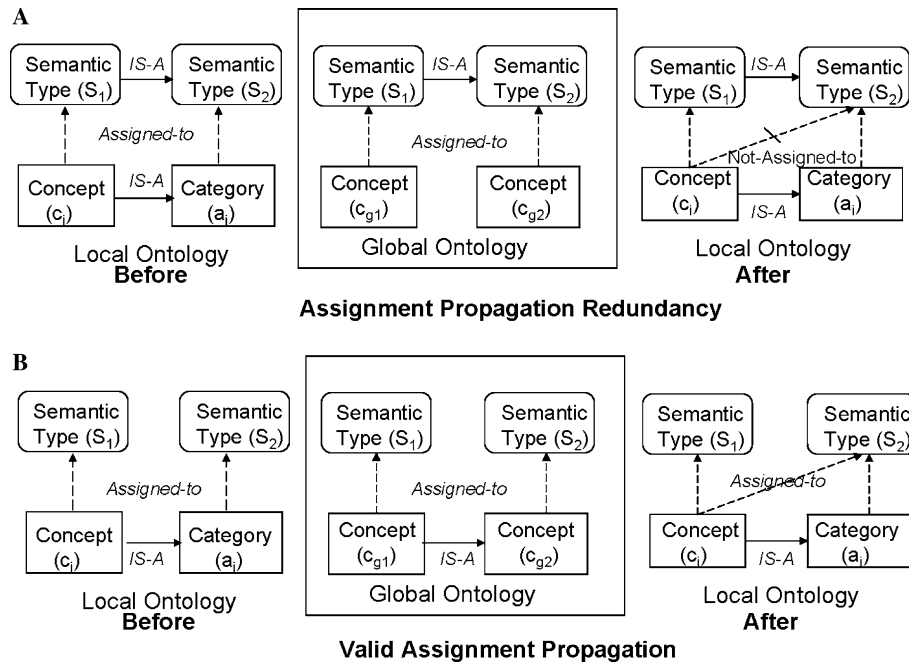 A
Semantic Type (S1)
IS-A
Semantic Type (S2)
Assigned-to
Concept (ci)
IS-A
Category (ai)
Local Ontology
Before
Semantic Type (S1)
IS-A
Semantic Type (S2)
Assigned-to
Concept (cg1)
Concept (cg2)
Global Ontology
Semantic Type (S1)
IS-A
Semantic Type (S2)
Not-Assigned-to
Concept (ci)
IS-A
Category (ai)
Local Ontology
After
Assignment Propagation Redundancy
B
Semantic Type (S1)
Semantic Type (S2)
Assigned-to
Concept (ci)
IS-A
Category (ai)
Local Ontology
Before
Semantic Type (S1)
Semantic Type (S2)
Assigned-to
Concept (cg1)
IS-A
Concept (cg2)
Global Ontology
Semantic Type (S1)
Semantic Type (S2)
Assigned-to
Concept (ci)
IS-A
Category (ai)
Local Ontology
After
Valid Assignment Propagation